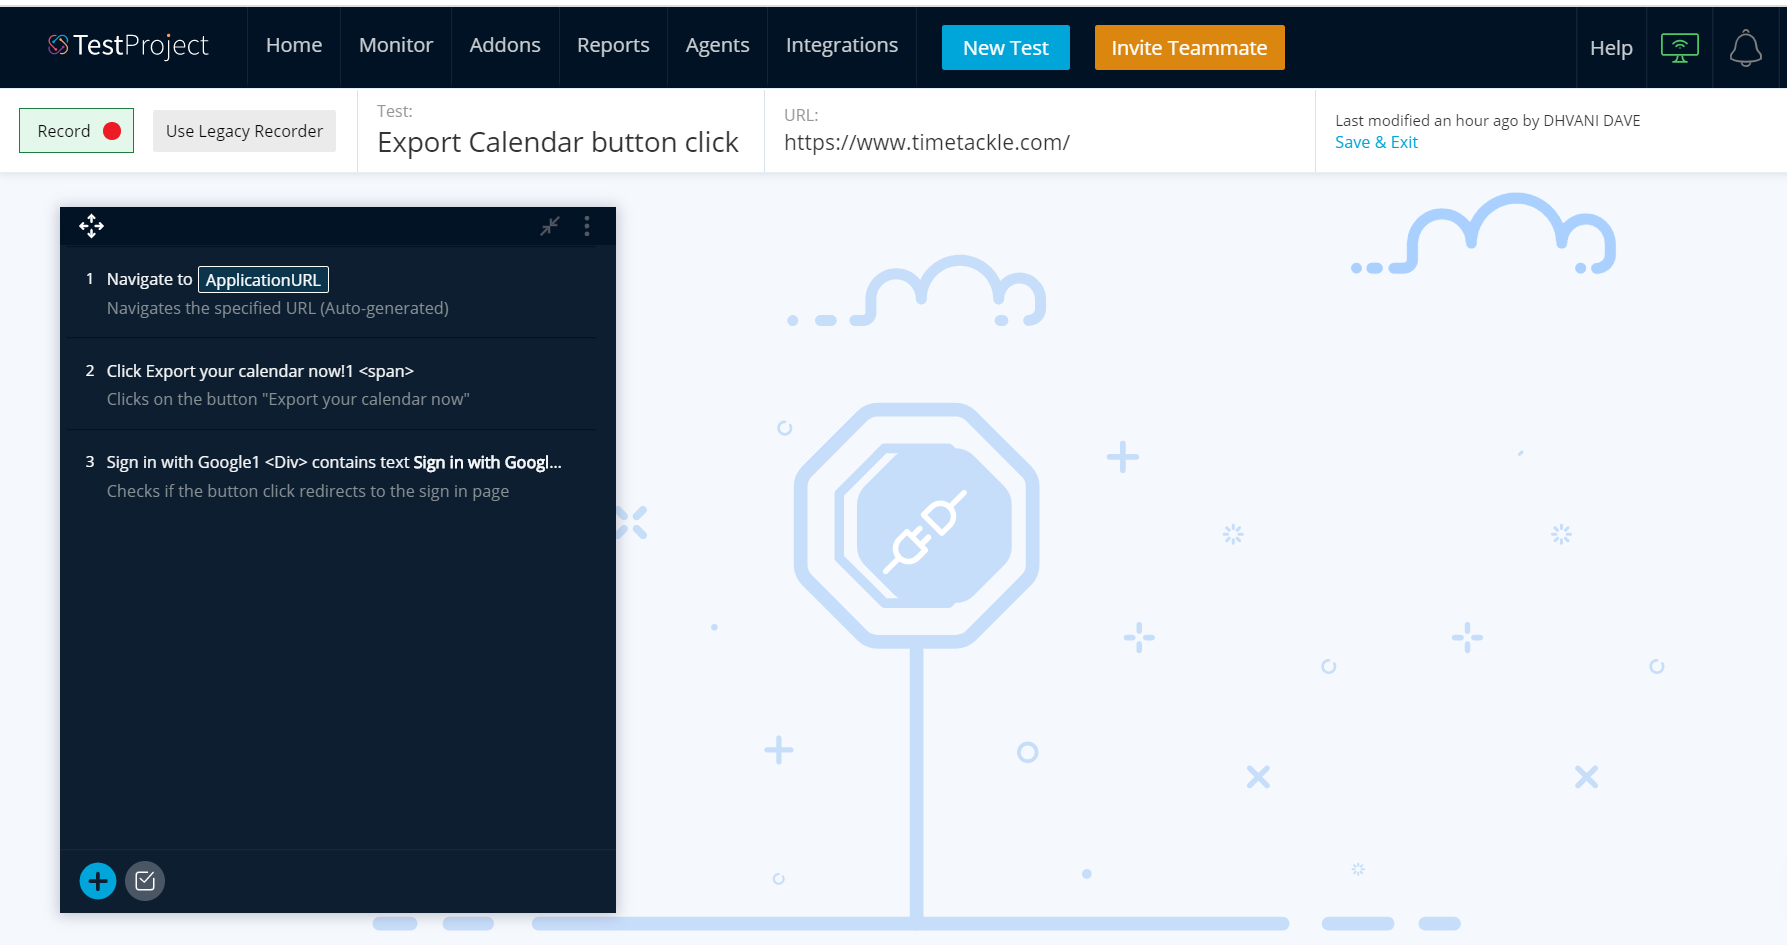 TestProject Home Monitor Addons Reports Agents Integrations New Test Invite Teammate Help
Record Use Legacy Recorder
Test:
Export Calendar button click
URL:
https://www.timetackle.com/
Last modified an hour ago by DHVANI DAVE
Save & Exit
1 Navigate to ApplicationURL
Navigates the specified URL (Auto-generated)
2 Click Export your calendar now!1 <span>
Clicks on the button "Export your calendar now"
3 Sign in with Google1 <Div> contains text Sign in with Googl...
Checks if the button click redirects to the sign in page